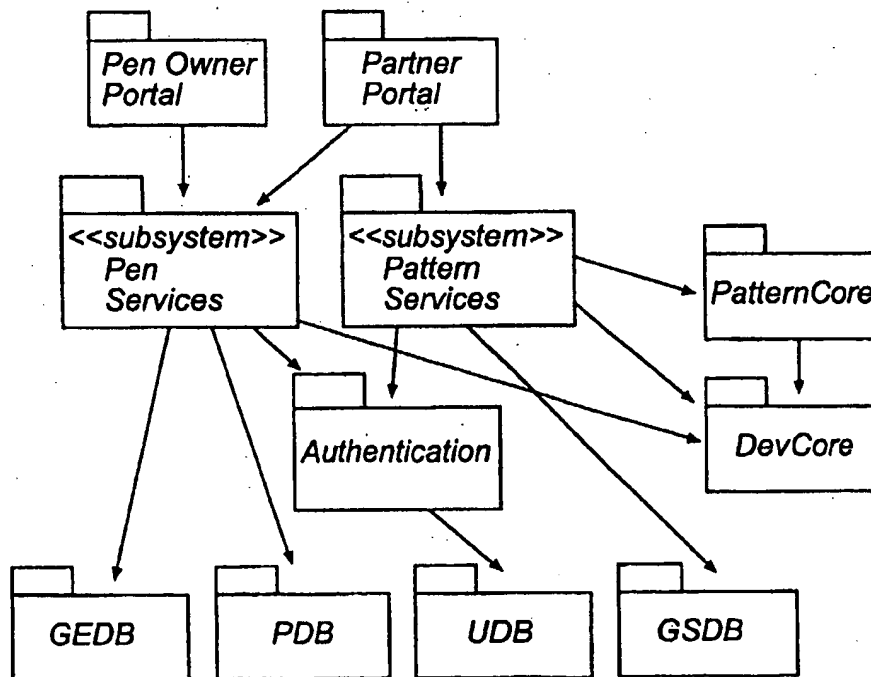 Pen Owner
Portal
Partner
Portal
<<subsystem>>
Pen
Services
<<subsystem>>
Pattern
Services
PatternCore
Authentication
DevCore
GEDB
PDB
UDB
GSDB